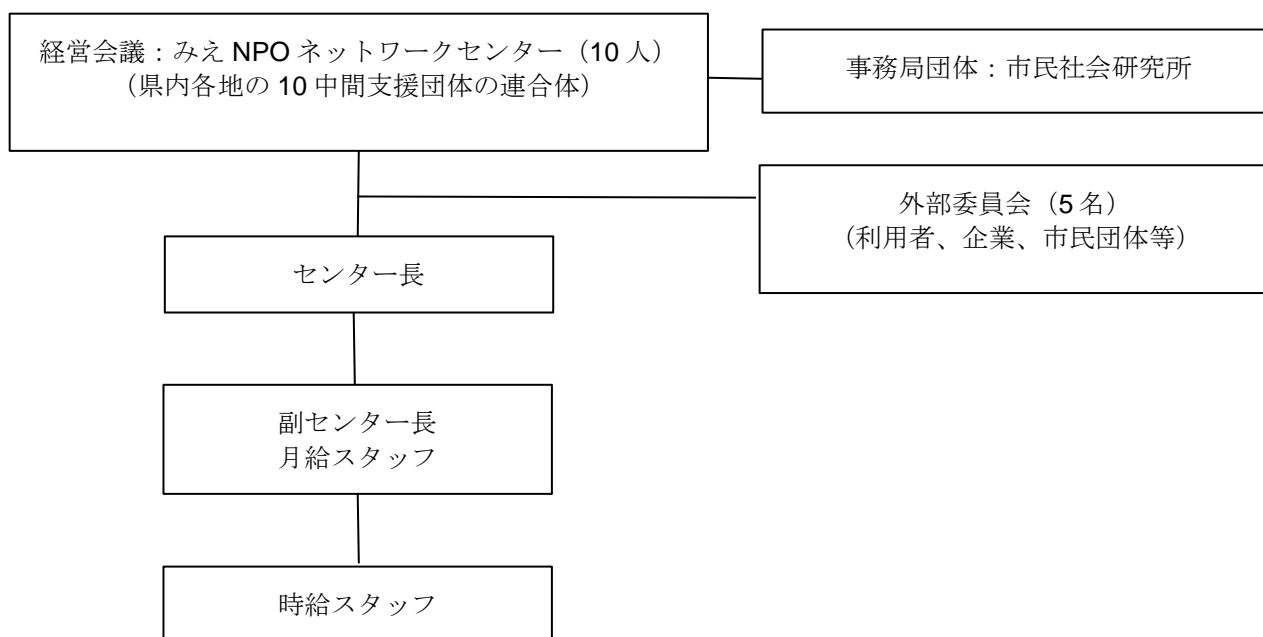 経営会議：みえ NPO ネットワークセンター（10 人）
（県内各地の 10 中間支援団体の連合体）
事務局団体：市民社会研究所
外部委員会（5 名）
（利用者、企業、市民団体等）
センター長
副センター長
月給スタッフ
時給スタッフ